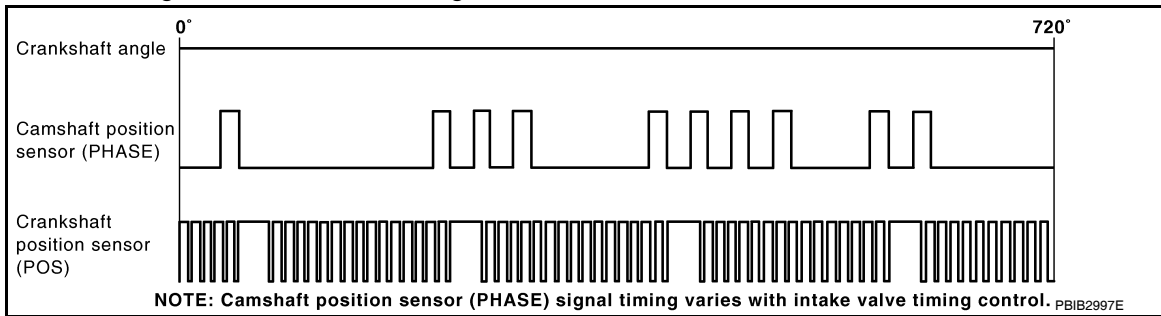 0° 720°
Crankshaft angle
Camshaft position
sensor (PHASE)
Crankshaft
position sensor
(POS)
NOTE: Camshaft position sensor (PHASE) signal timing varies with intake valve timing control. PBIB2997E